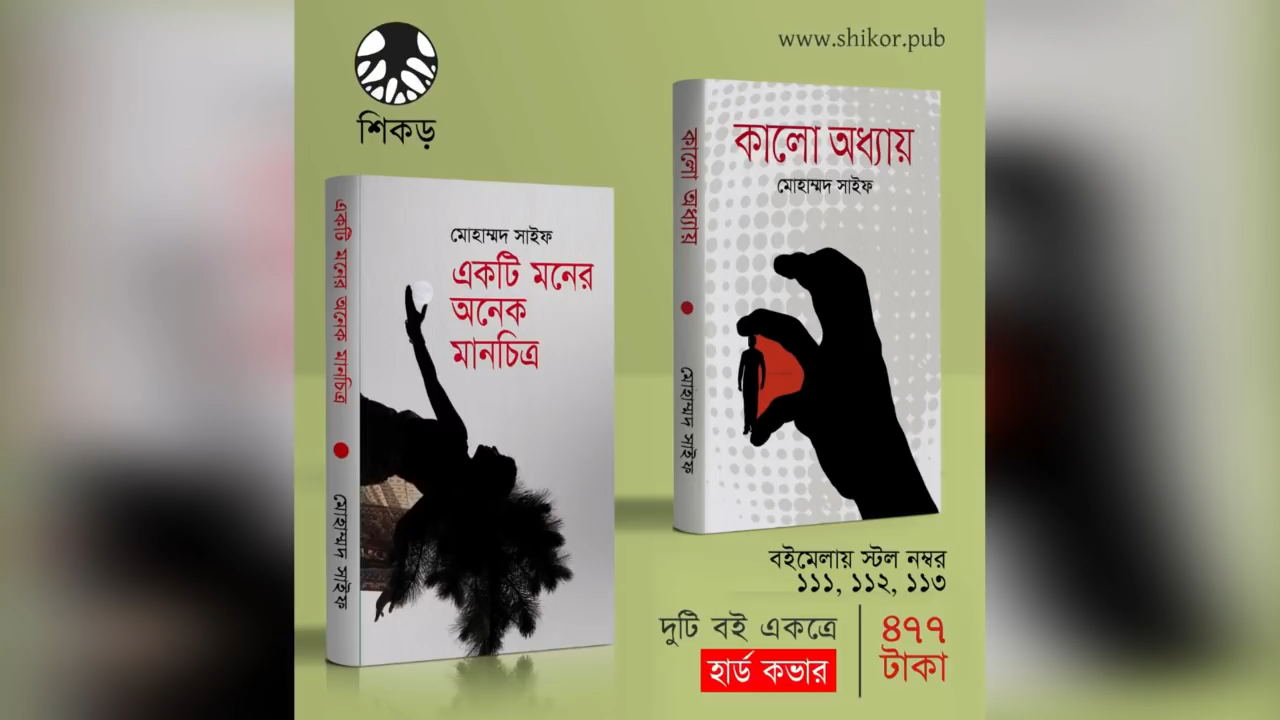 www.shikor.pub
শিকড়
কালো অধ্যায়
মোহাম্মদ সাইফ
কালো অধ্যায়
মোহাম্মদ সাইফ
মোহাম্মদ সাইফ
একটি মনের
অনেক
মানচিত্র
একটি মনের অনেক মানচিত্র
মোহাম্মদ সাইফ
বইমেলায় স্টল নম্বর
১১১, ১১২, ১১৩
দুটি বই একত্রে
হার্ড কভার
৪৭৭
টাকা